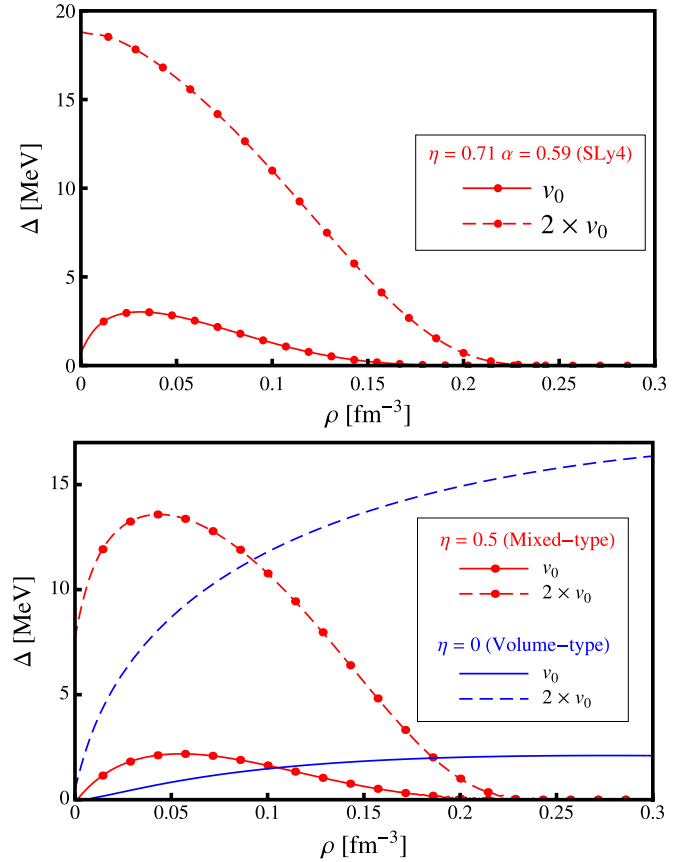 20
15
10
5
0
Δ [MeV]
η = 0.71 α = 0.59 (SLy4)
v₀
2 × v₀
0 0.05 0.1 0.15 0.2 0.25 0.3
ρ [fm⁻³]
15
10
5
0
Δ [MeV]
η = 0.5 (Mixed−type)
v₀
2 × v₀
η = 0 (Volume−type)
v₀
2 × v₀
0 0.05 0.1 0.15 0.2 0.25 0.3
ρ [fm⁻³]